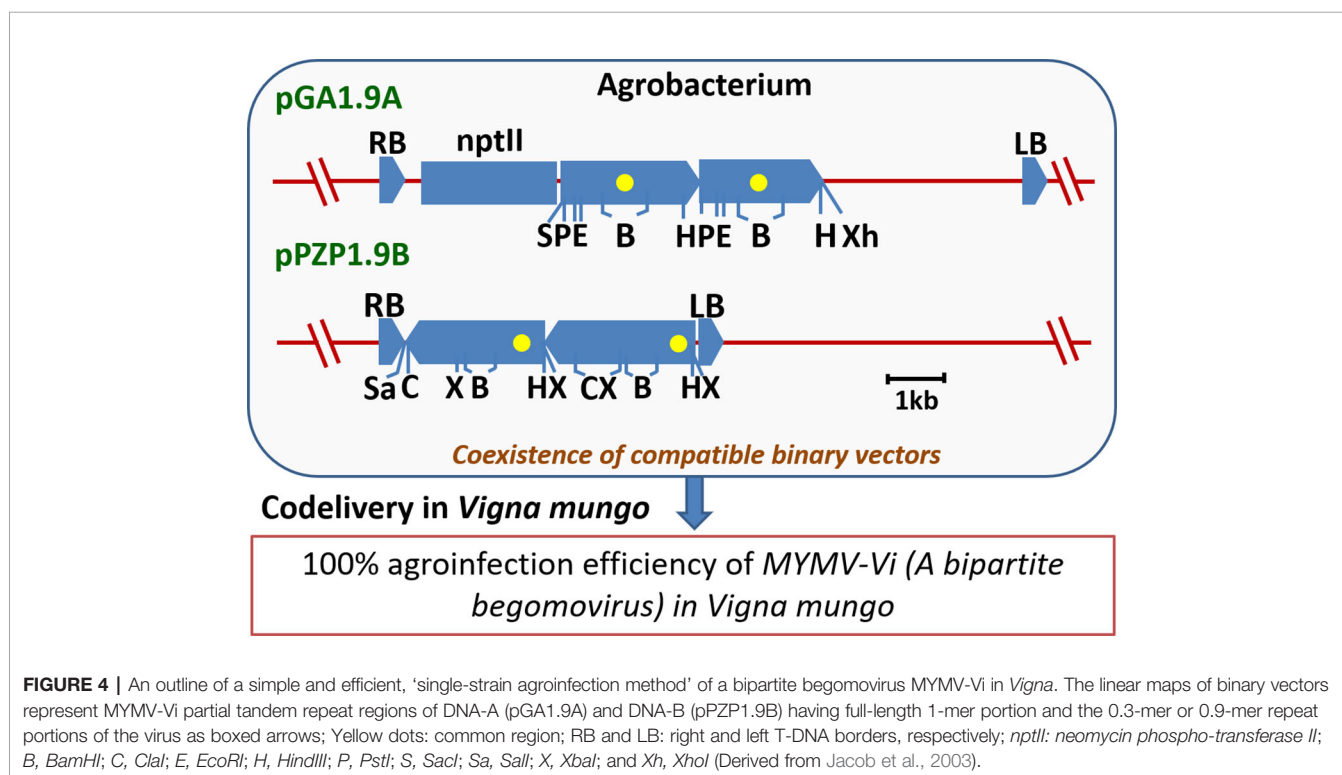 Agrobacterium
pGA1.9A
RB nptII LB
SPE B HPE B H Xh
pPZP1.9B
RB LB
Sa C X B HX CX B HX
1kb
Coexistence of compatible binary vectors
Codelivery in Vigna mungo
100% agroinfection efficiency of MYMV-Vi (A bipartite
begomovirus) in Vigna mungo
FIGURE 4 | An outline of a simple and efficient, ‘single-strain agroinfection method’ of a bipartite begomovirus MYMV-Vi in Vigna. The linear maps of binary vectors
represent MYMV-Vi partial tandem repeat regions of DNA-A (pGA1.9A) and DNA-B (pPZP1.9B) having full-length 1-mer portion and the 0.3-mer or 0.9-mer repeat
portions of the virus as boxed arrows; Yellow dots: common region; RB and LB: right and left T-DNA borders, respectively; nptII: neomycin phospho-transferase II;
B, BamHI; C, ClaI; E, EcoRI; H, HindIII; P, PstI; S, SacI; Sa, SalI; X, XbaI; and Xh, XhoI (Derived from Jacob et al., 2003).